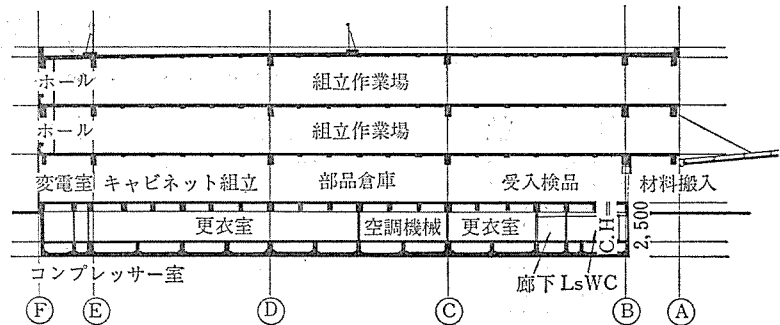 ホール 組立作業場
ホール 組立作業場
変電室 キャビネット組立 部品倉庫 受入検品 材料搬入
更衣室 空調機械 更衣室 C.H= 2,500
コンプレッサー室 廊下 LsWC
F E D C B A